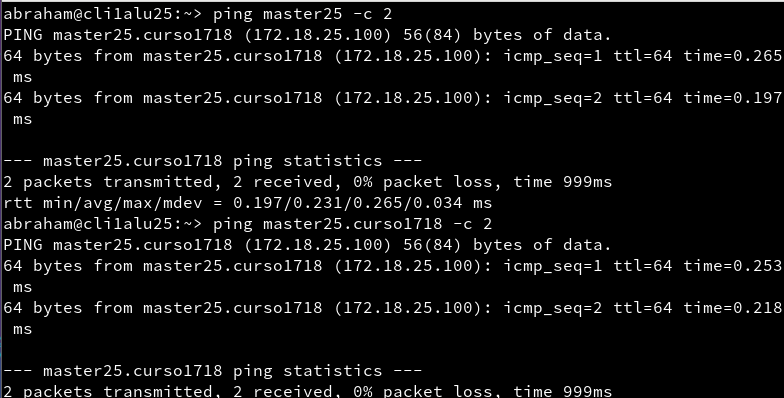 abraham@cli1alu25:~> ping master25 -c 2
PING master25.curso1718 (172.18.25.100) 56(84) bytes of data.
64 bytes from master25.curso1718 (172.18.25.100): icmp_seq=1 ttl=64 time=0.265
 ms
64 bytes from master25.curso1718 (172.18.25.100): icmp_seq=2 ttl=64 time=0.197
 ms

--- master25.curso1718 ping statistics ---
2 packets transmitted, 2 received, 0% packet loss, time 999ms
rtt min/avg/max/mdev = 0.197/0.231/0.265/0.034 ms
abraham@cli1alu25:~> ping master25.curso1718 -c 2
PING master25.curso1718 (172.18.25.100) 56(84) bytes of data.
64 bytes from master25.curso1718 (172.18.25.100): icmp_seq=1 ttl=64 time=0.253
 ms
64 bytes from master25.curso1718 (172.18.25.100): icmp_seq=2 ttl=64 time=0.218
 ms

--- master25.curso1718 ping statistics ---
2 packets transmitted, 2 received, 0% packet loss, time 999ms